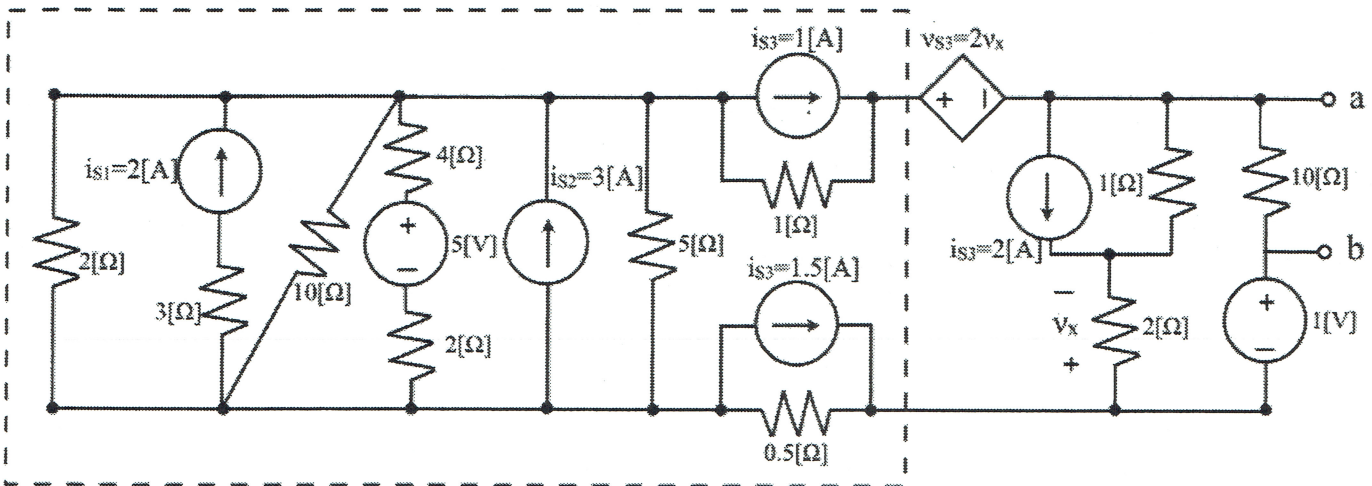 iS3=1[A]
vS3=2vx
+ −
a
iS1=2[A]
4[Ω]
iS2=3[A]
1[Ω]
10[Ω]
+
5[V]
−
1[Ω]
2[Ω]
5[Ω]
iS3=2[A]
b
iS3=1.5[A]
10[Ω]
3[Ω]
−
vx
+
2[Ω]
+
1[V]
−
2[Ω]
0.5[Ω]